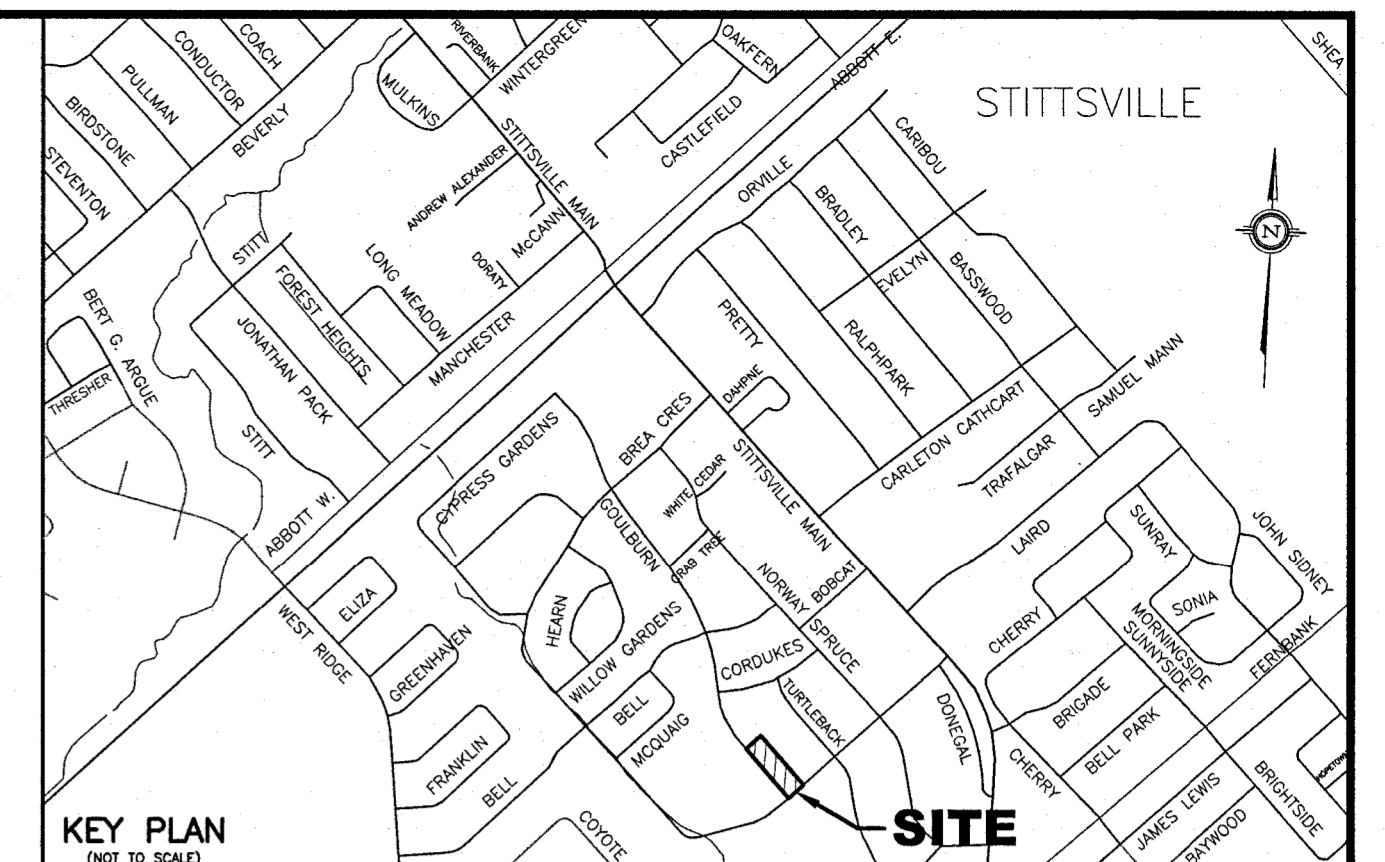 COACH
CONDUCTOR
PULLMAN
BIRDSTONE
STEVENTON
BEVERLY
MULKINS
RIVERBANK
WINTERGREEN
OAKFERN
ABBOTT E.
SHEA
STITTSVILLE
CASTLEFIELD
STITTSVILLE MAIN
ANDREW ALEXANDER
McCANN
DORATY
LONG MEADOW
STITT
FOREST HEIGHTS
JONATHAN PACK
MANCHESTER
BERT G. ARGUE
THRESHER
STITT
ABBOTT W.
ORVILLE
CARIBOU
BRADLEY
EVELYN
BASSWOOD
PRETTY
RALPHPARK
N
DAHPNE
BREA CRES
CYPRESS GARDENS
WHITE CEDAR
STITTSVILLE MAIN
CARLETON CATHCART
SAMUEL MANN
TRAFALGAR
GOULBURN
CRAB TREE
NORWAY SPRUCE
BOBCAT
LAIRD
SUNRAY
JOHN SIDNEY
SONIA
CHERRY
MORNINGSIDE
SUNNYSIDE
FERNBANK
ELIZA
WEST RIDGE
GREENHAVEN
HEARN
WILLOW GARDENS
CORDUKES
TURTLEBACK
BELL
MCQUAIG
DONEGAL
BRIGADE
BELL PARK
CHERRY
FRANKLIN
BELL
COYOTE
JAMES LEWIS
BAYWOOD
BRIGHTSIDE
HOPETOWN
SITE
KEY PLAN
(NOT TO SCALE)